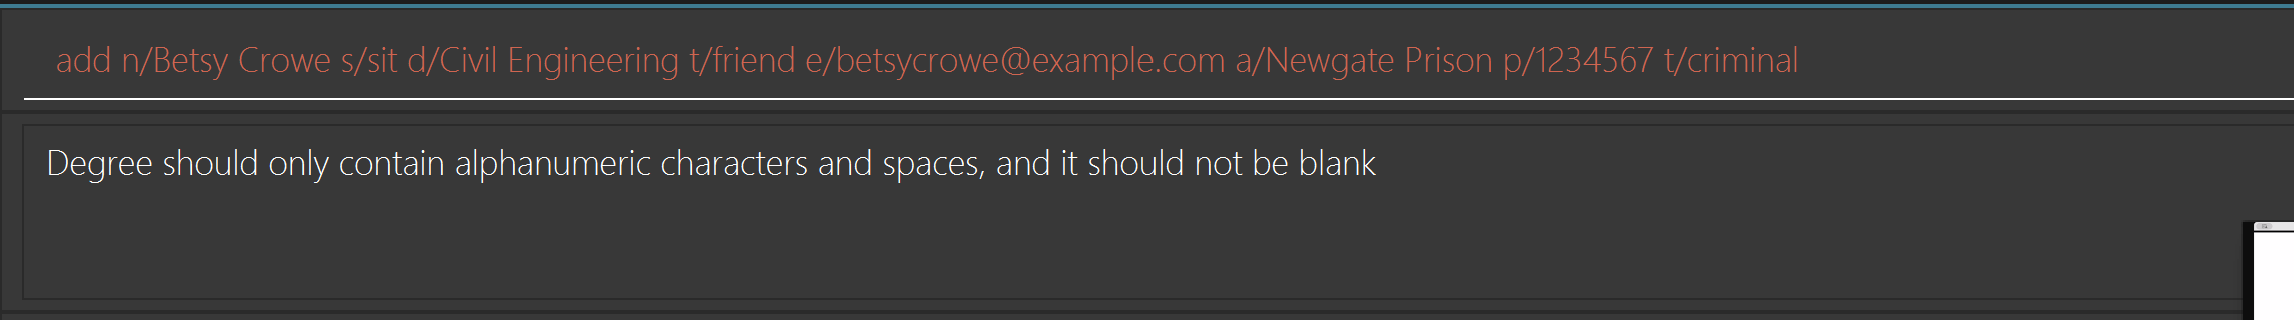 add n/Betsy Crowe s/sit d/Civil Engineering t/friend e/betsycrowe@example.com a/Newgate Prison p/1234567 t/criminal
Degree should only contain alphanumeric characters and spaces, and it should not be blank